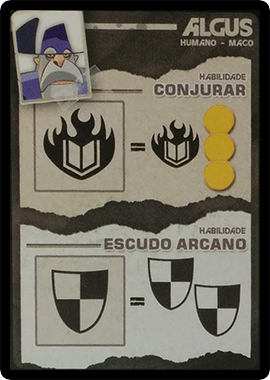 ALGUS
HUMANO - MAGO
HABILIDADE
CONJURAR
=
HABILIDADE
ESCUDO ARCANO
=